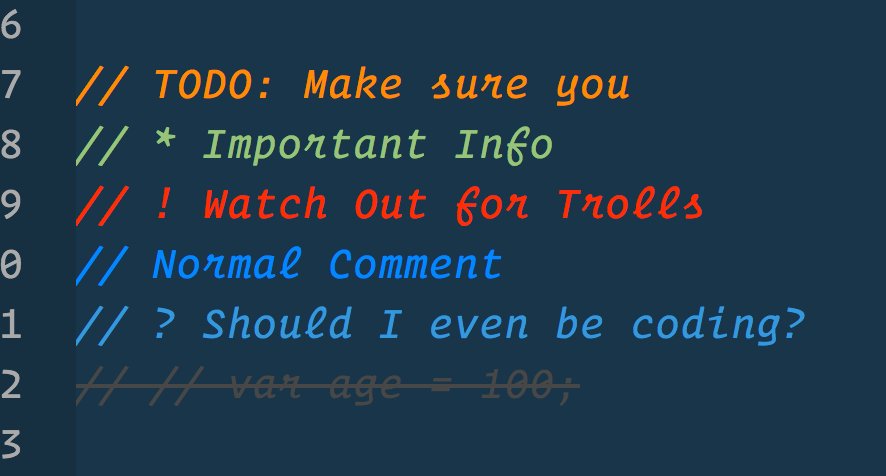 6
7 // TODO: Make sure you
8 // * Important Info
9 // ! Watch Out for Trolls
0 // Normal Comment
1 // ? Should I even be coding?
2 // // var age = 100;
3